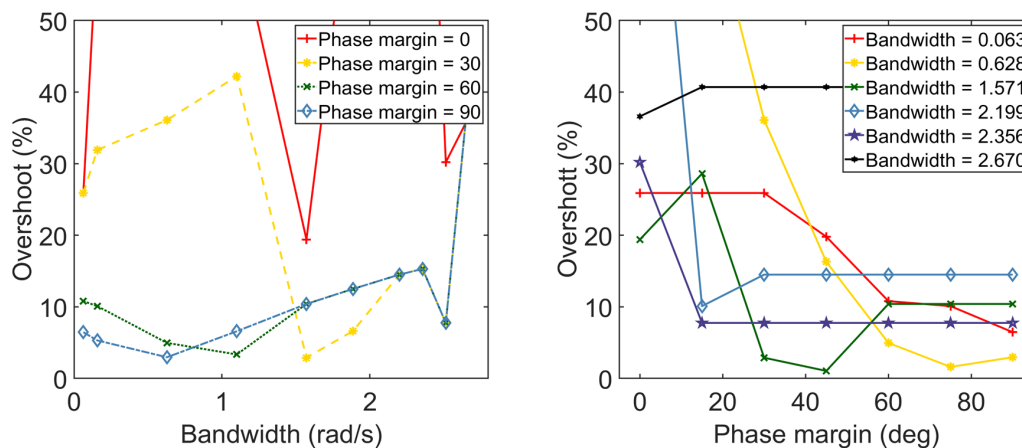 50
40
30
20
10
0
0
1
2
Overshoot (%)
Bandwidth (rad/s)
Phase margin = 0
Phase margin = 30
Phase margin = 60
Phase margin = 90
50
40
30
20
10
0
0
20
40
60
80
Overshott (%)
Phase margin (deg)
Bandwidth = 0.063
Bandwidth = 0.628
Bandwidth = 1.571
Bandwidth = 2.199
Bandwidth = 2.356
Bandwidth = 2.670